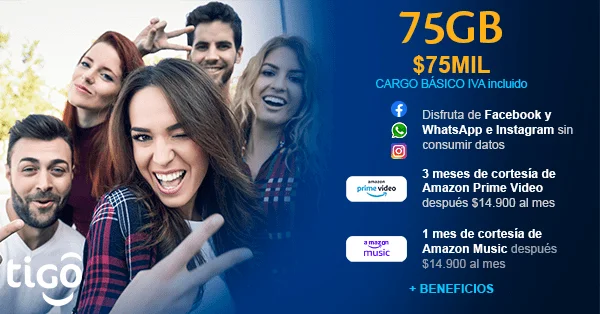 75GB
$75MIL
CARGO BÁSICO IVA incluido
Disfruta de Facebook y
WhatsApp e Instagram sin
consumir datos
amazon
prime video
3 meses de cortesía de
Amazon Prime Video
después $14.900 al mes
amazon
music
1 mes de cortesía de
Amazon Music después
$14.900 al mes
+ BENEFICIOS
tigo